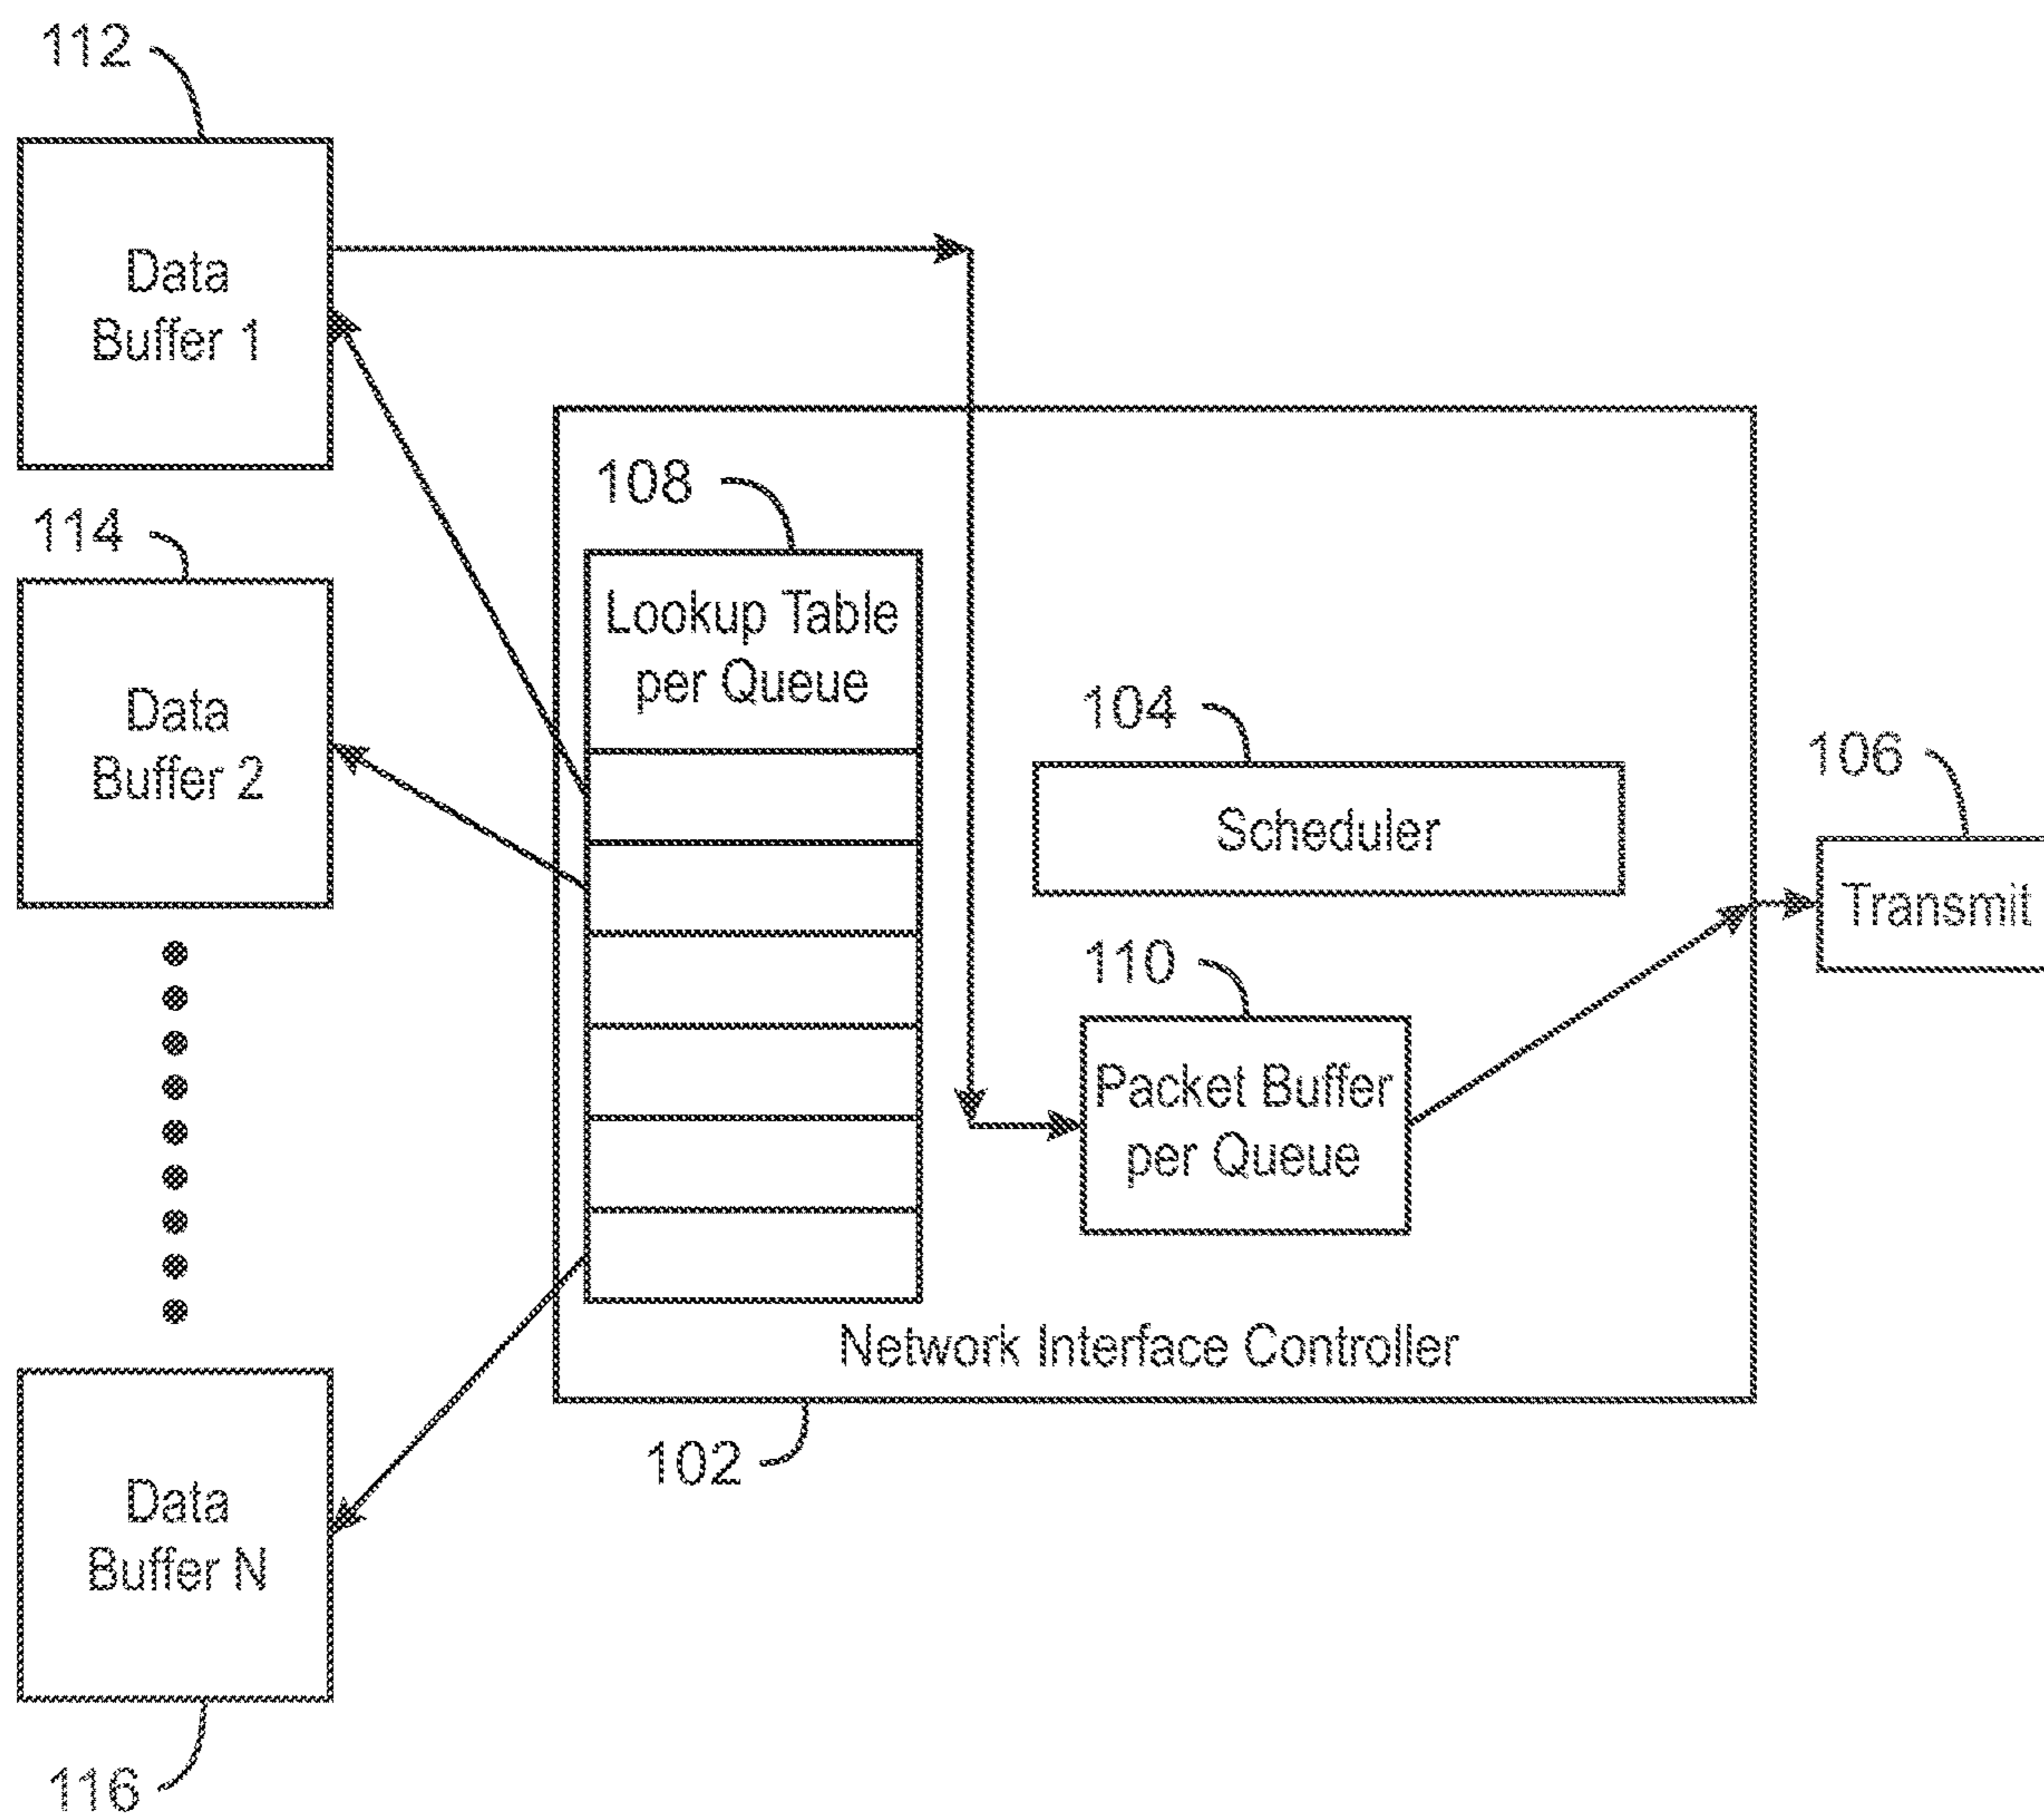 112
Data
Buffer 1
114
Data
Buffer 2
108
Lookup Table
per Queue
104
Scheduler
106
Transmit
110
Packet Buffer
per Queue
Network Interface Controller
102
Data
Buffer N
116